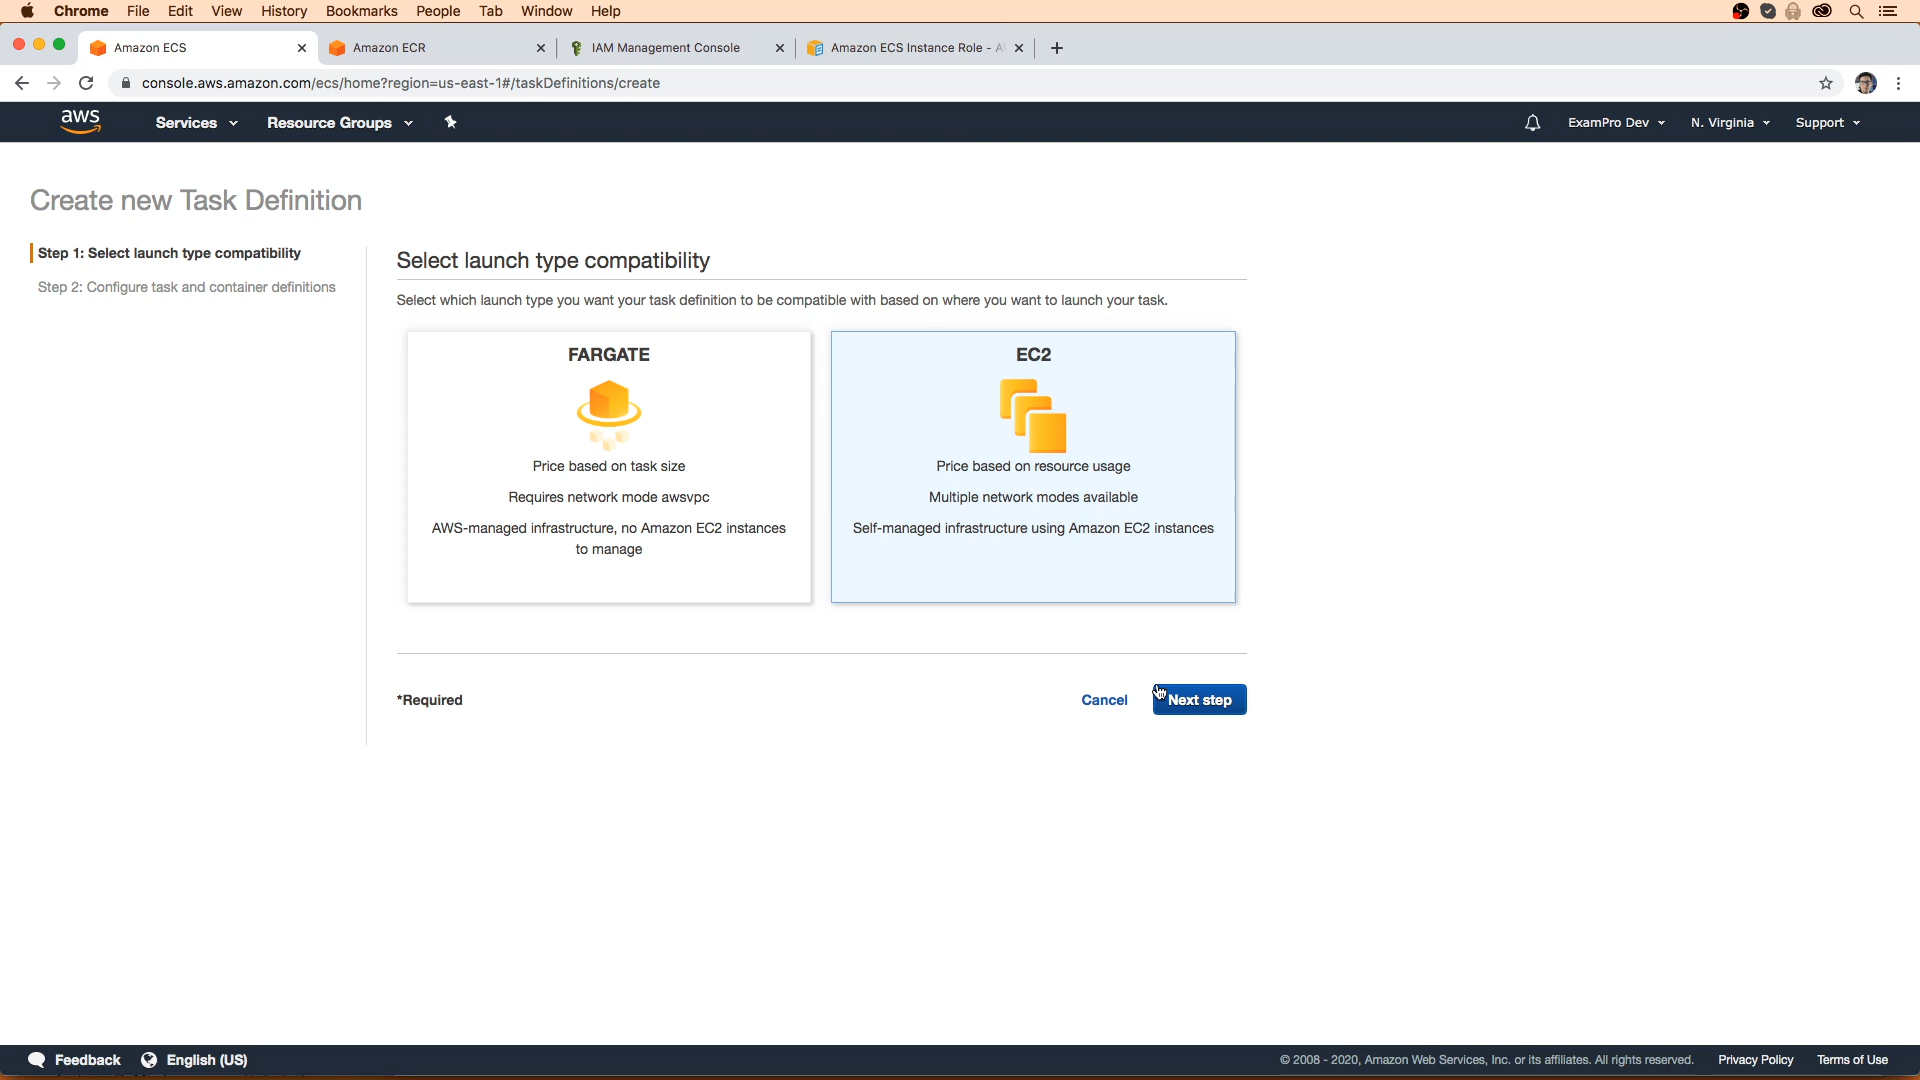 Chrome File Edit View History Bookmarks People Tab Window Help
Amazon ECS Amazon ECR IAM Management Console Amazon ECS Instance Role - A
console.aws.amazon.com/ecs/home?region=us-east-1#/taskDefinitions/create
aws Services Resource Groups ExamPro Dev N. Virginia Support
Create new Task Definition
Step 1: Select launch type compatibility
Step 2: Configure task and container definitions
Select launch type compatibility
Select which launch type you want your task definition to be compatible with based on where you want to launch your task.
FARGATE
Price based on task size
Requires network mode awsvpc
AWS-managed infrastructure, no Amazon EC2 instances
to manage
EC2
Price based on resource usage
Multiple network modes available
Self-managed infrastructure using Amazon EC2 instances
*Required Cancel Next step
Feedback English (US) © 2008 - 2020, Amazon Web Services, Inc. or its affiliates. All rights reserved. Privacy Policy Terms of Use